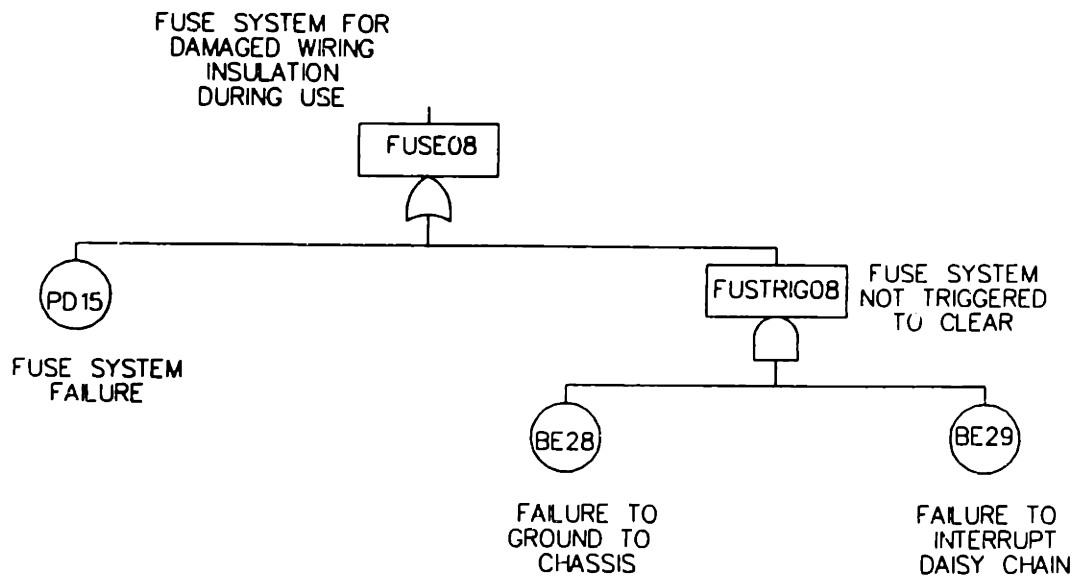 FUSE SYSTEM FOR
DAMAGED WIRING
INSULATION
DURING USE
FUSE08
PD15
FUSE SYSTEM
FAILURE
FUSTRIG08
FUSE SYSTEM
NOT TRIGGERED
TO CLEAR
BE28
FAILURE TO
GROUND TO
CHASSIS
BE29
FAILURE TO
INTERRUPT
DAISY CHAIN